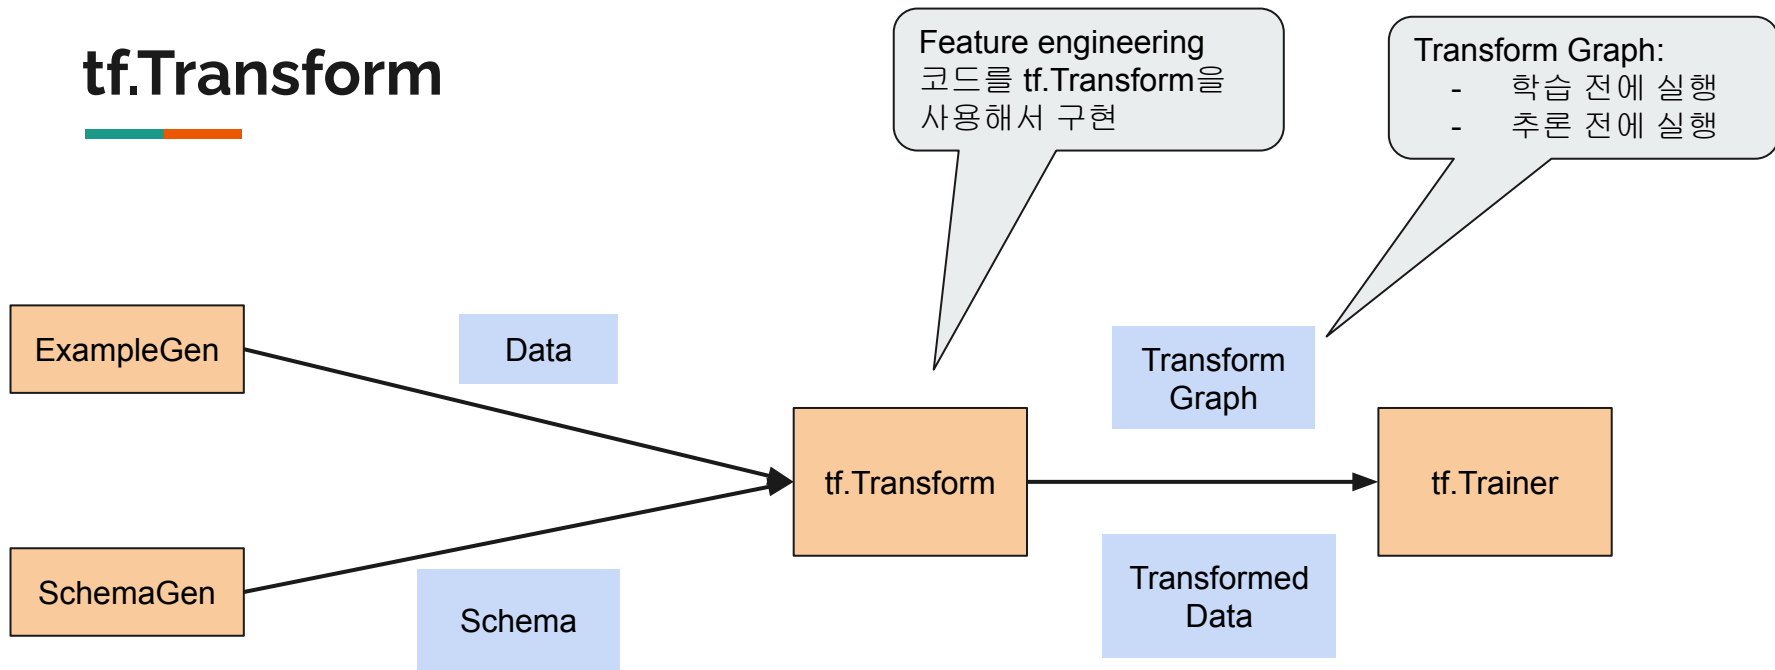 tf.Transform
Feature engineering
코드를 tf.Transform을
사용해서 구현
Transform Graph:
- 학습 전에 실행
- 추론 전에 실행
ExampleGen
Data
Transform
Graph
tf.Transform
tf.Trainer
SchemaGen
Schema
Transformed
Data